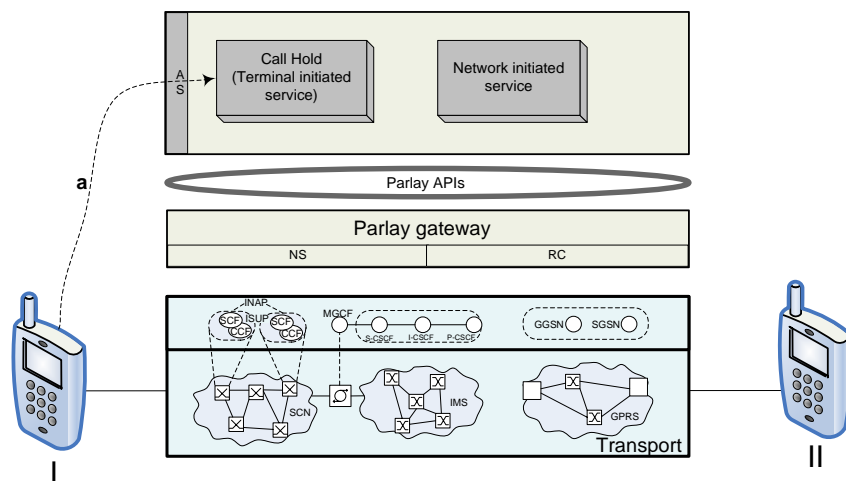 Call Hold
(Terminal initiated
service)
Network initiated
service
A
S
a
Parlay APIs
Parlay gateway
NS
RC
INAP
SCF
ISUP
SCF
CCF
CCF
MGCF
S-CSCF
I-CSCF
P-CSCF
GGSN
SGSN
SCN
IMS
GPRS
Transport
I
II